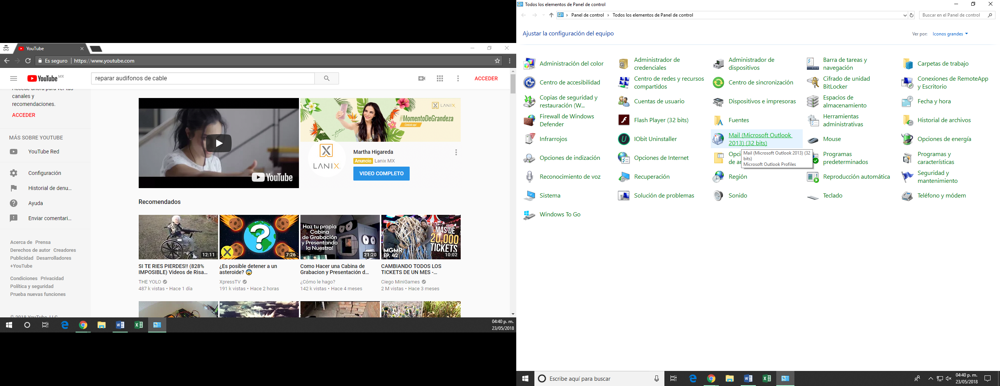 YouTube
Es seguro
https://www.youtube.com
YouTube MX
reparar audifonos de cable
ACCEDER
canales y
recomendaciones.
ACCEDER
MÁS SOBRE YOUTUBE
YouTube Red
Configuración
Historial de denu...
Ayuda
Enviar comentari...
Acerca de Prensa
Derechos de autor Creadores
Publicidad Desarrolladores
+YouTube
Condiciones Privacidad
Política y seguridad
Prueba nuevas funciones
© 2018 YouTube, LLC
YouTube
LANIX
#MomentoDeGrandeza
LANIX
Martha Higareda
Anuncio Lanix MX
VIDEO COMPLETO
Recomendados
12:11
SI TE RIES PIERDES!! (828%
IMPOSIBLE) Videos de Risa...
THE YOLO
487 k vistas • Hace 1 día
7:26
¿Es posible detener a un
asteroide? 😨
XpressTV
191 k vistas • Hace 2 horas
Haz tu propia
Cabina
de Grabación
y Presentando
la Nuestra!
21:20
Como Hacer una Cabina de
Grabacion y Presentación d...
¿Cómo le hago?
142 k vistas • Hace 4 meses
MÁS DE
20,000
TICKETS
MGMR
EP. 42
10:02
CAMBIANDO TODOS LOS
TICKETS DE UN MES -...
Ciego MiniGames
2 M vistas • Hace 3 meses
BADABUN
04:40 p. m.
23/05/2018
Todos los elementos de Panel de control
Panel de control > Todos los elementos de Panel de control
Buscar en el Panel de control
Ajustar la configuración del equipo
Ver por: Iconos grandes
Administración del color
Administrador de
credenciales
Administrador de
dispositivos
Barra de tareas y
navegación
Carpetas de trabajo
Centro de accesibilidad
Centro de redes y recursos
compartidos
Centro de sincronización
Cifrado de unidad
BitLocker
Conexiones de RemoteApp
y Escritorio
Copias de seguridad y
restauración (W...
Cuentas de usuario
Dispositivos e impresoras
Espacios de
almacenamiento
Fecha y hora
Firewall de Windows
Defender
Flash Player (32 bits)
Fuentes
Herramientas
administrativas
Historial de archivos
Infrarrojos
IObit Uninstaller
Mail (Microsoft Outlook
2013) (32 bits)
Mouse
Opciones de energía
Opciones de indización
Opciones de Internet
Mail (Microsoft Outlook 2013) (32
bits)
Microsoft Outlook Profiles
Programas
predeterminados
Programas y
características
Reconocimiento de voz
Recuperación
Región
Reproducción automática
Seguridad y
mantenimiento
Sistema
Solución de problemas
Sonido
Teclado
Teléfono y módem
Windows To Go
Escribe aquí para buscar
04:40 p. m.
23/05/2018